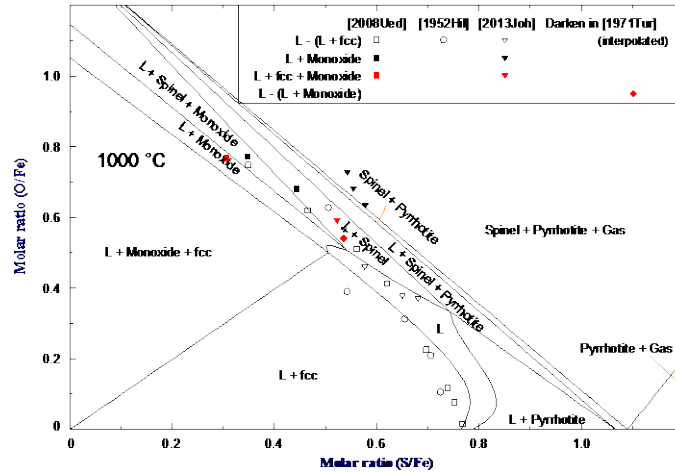 [2008Ued] [1952Hil] [2013Joh] Darken in [1971Tur]
L - (L + fcc)
(interpolated)
L + Monoxide
L + fcc + Monoxide
L - (L + Monoxide)
1.2
1.0
0.8
0.6
0.4
0.2
0
Molar ratio (O/Fe)
1000 °C
L + Spinel + Monoxide
L + Monoxide
L + Monoxide + fcc
L + Spinel
Spinel + Pyrrhotite
L + Spinel + Pyrrhotite
Spinel + Pyrrhotite + Gas
Pyrrhotite + Gas
L
L + fcc
L + Pyrrhotite
0 0.2 0.4 0.6 0.8 1.0
Molar ratio (S/Fe)